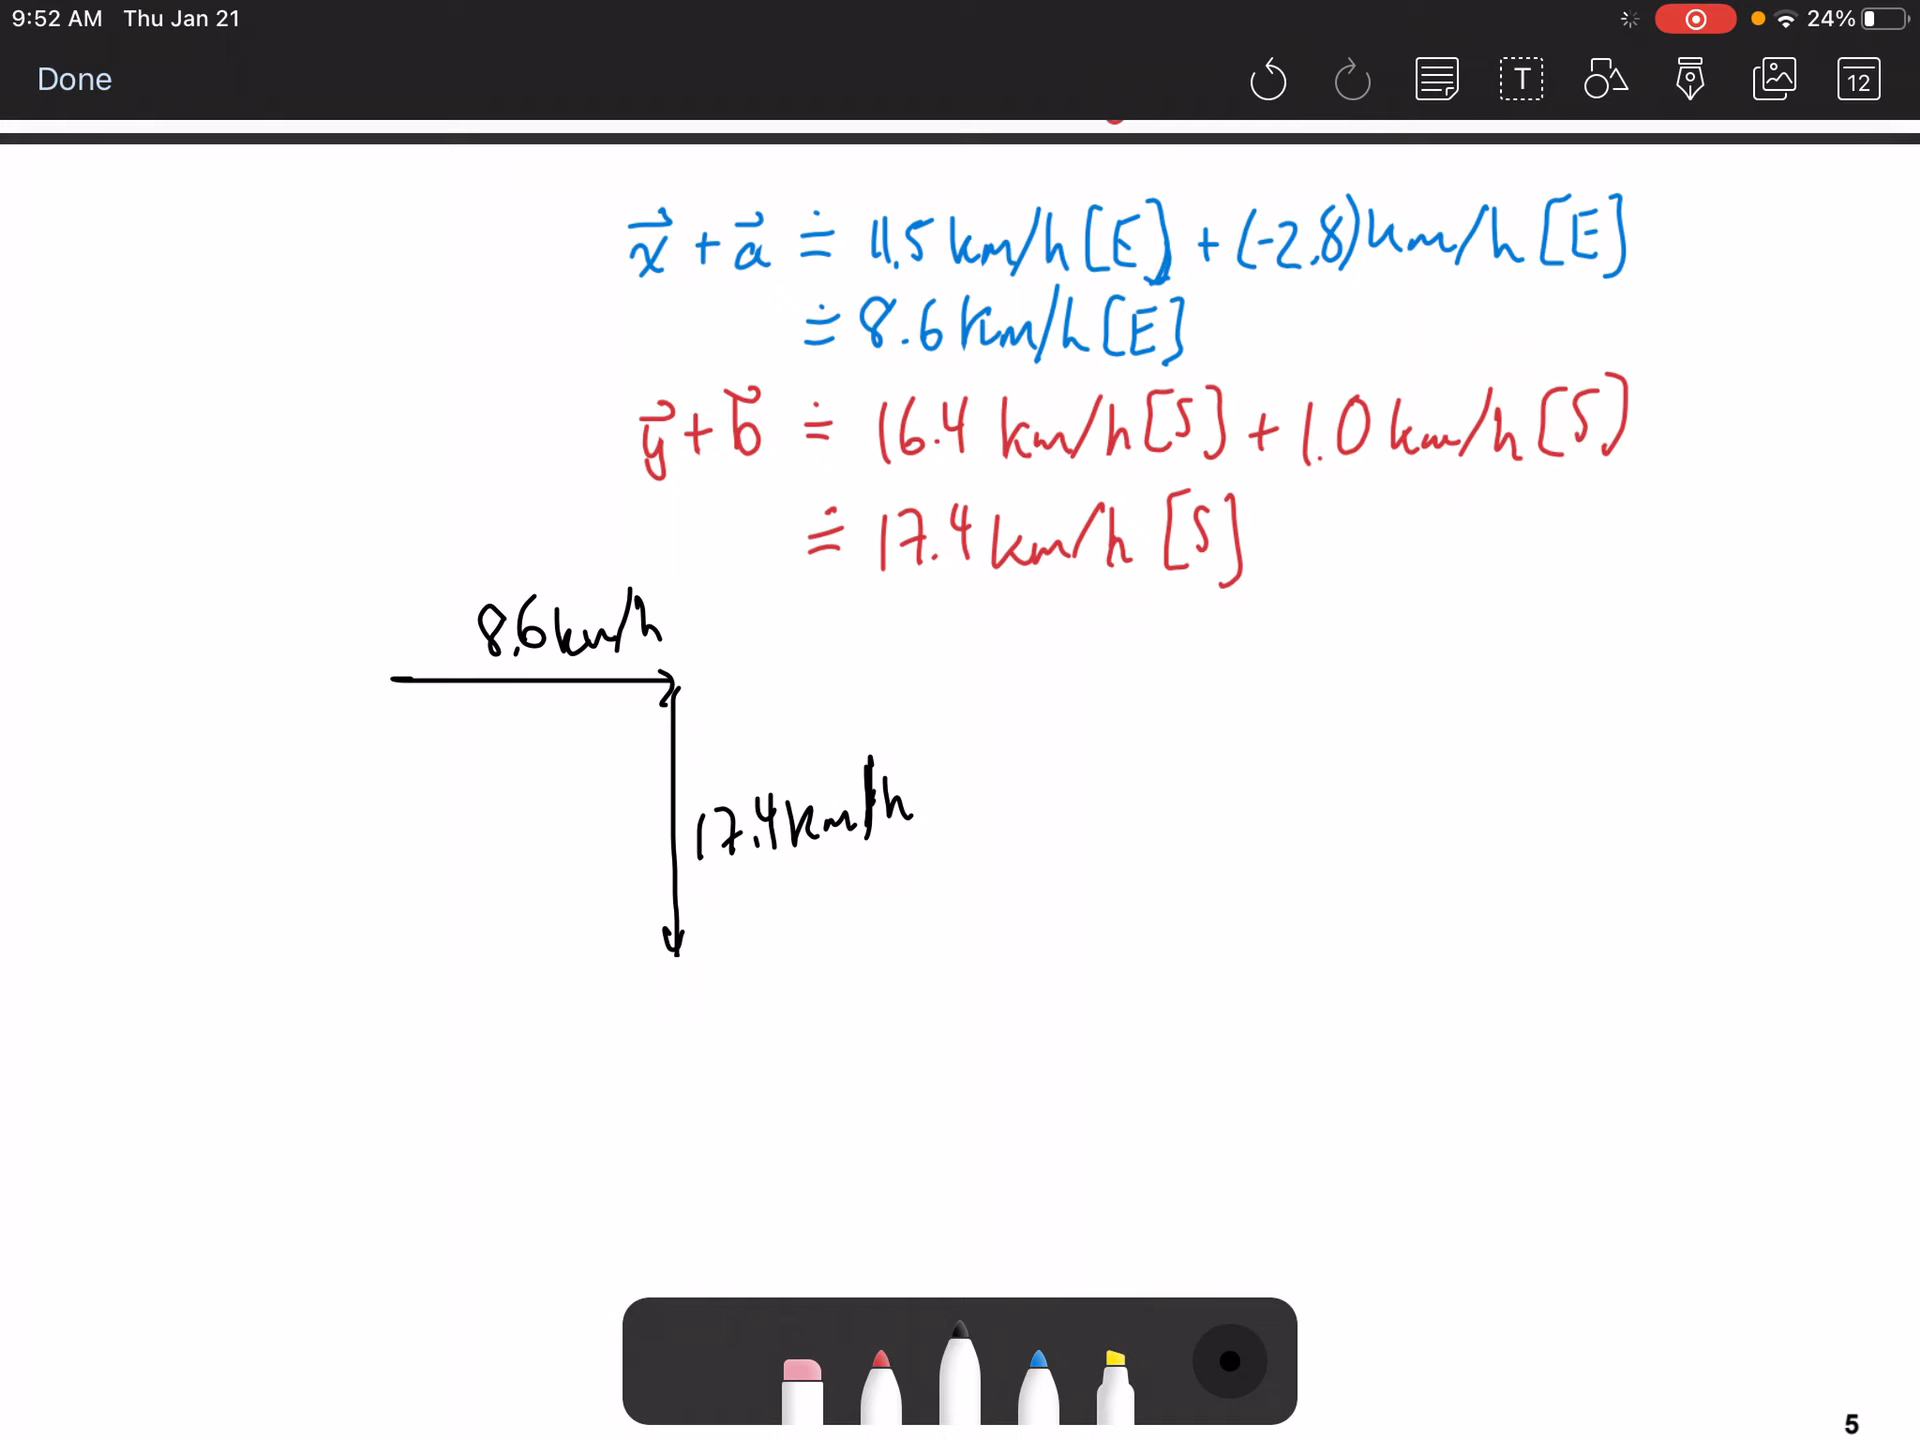 9:52 AM Thu Jan 21
24%
Done
T
12
x⃗ + a⃗ ≐ 11.5 km/h [E] + (-2.8) km/h [E]
≐ 8.6 km/h [E]
y⃗ + b⃗ ≐ 16.4 km/h [S] + 1.0 km/h [S]
≐ 17.4 km/h [S]
8.6 km/h
17.4 km/h
5